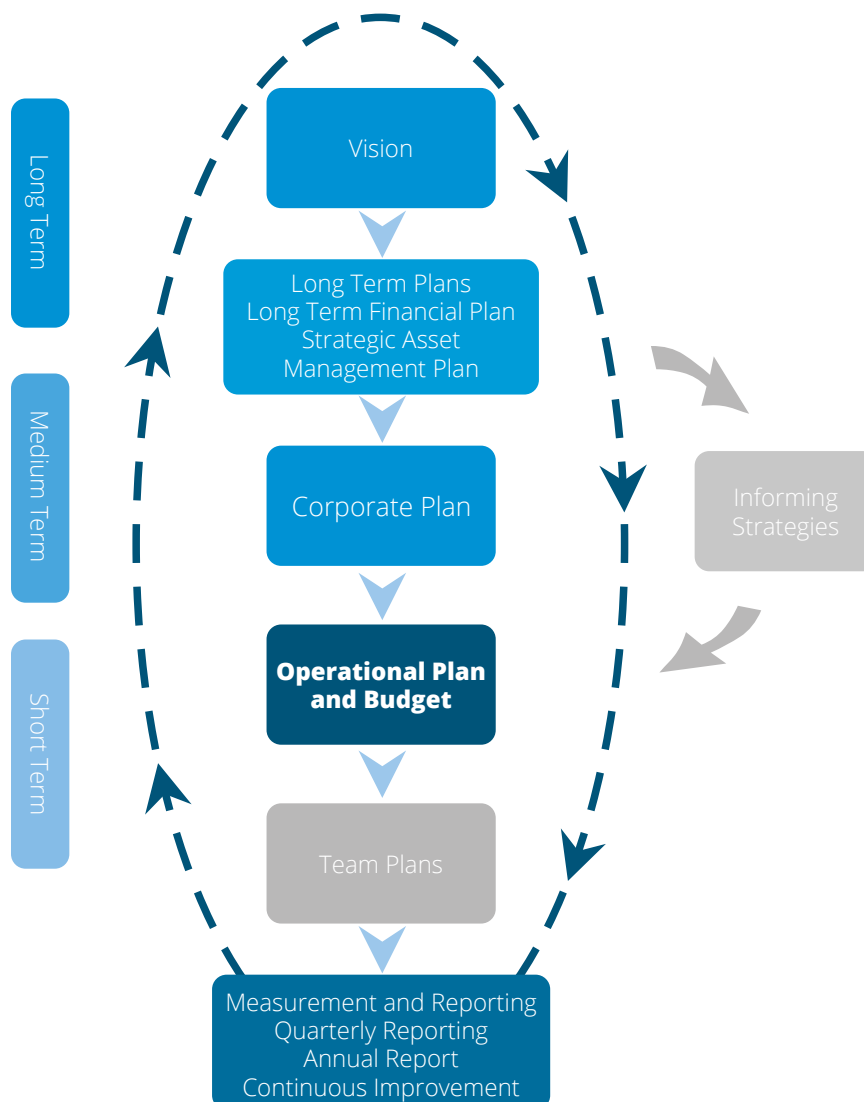 Long Term
Medium Term
Short Term
Vision
Long Term Plans
Long Term Financial Plan
Strategic Asset
Management Plan
Corporate Plan
Operational Plan
and Budget
Team Plans
Measurement and Reporting
Quarterly Reporting
Annual Report
Continuous Improvement
Informing
Strategies